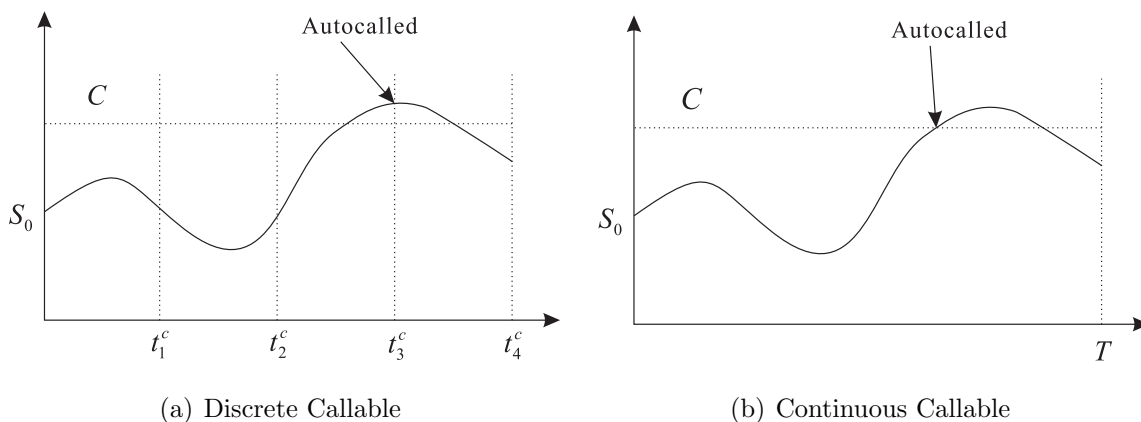 Autocalled
C
S₀
t₁ᶜ
t₂ᶜ
t₃ᶜ
t₄ᶜ
(a) Discrete Callable
Autocalled
C
S₀
T
(b) Continuous Callable